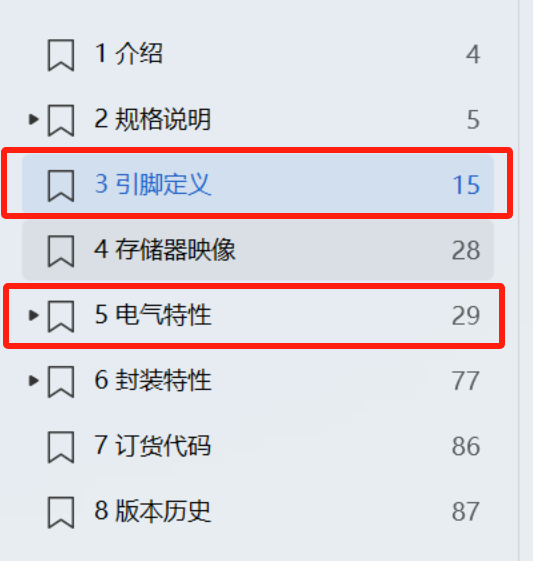 1 介绍 4
2 规格说明 5
3 引脚定义 15
4 存储器映像 28
5 电气特性 29
6 封装特性 77
7 订货代码 86
8 版本历史 87